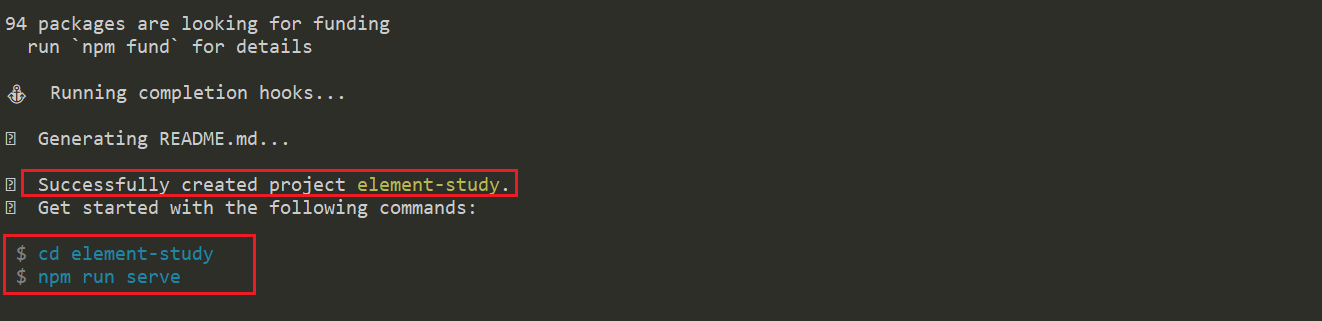 94 packages are looking for funding
run `npm fund` for details
⚓ Running completion hooks...
Generating README.md...
Successfully created project element-study.
Get started with the following commands:
$ cd element-study
$ npm run serve